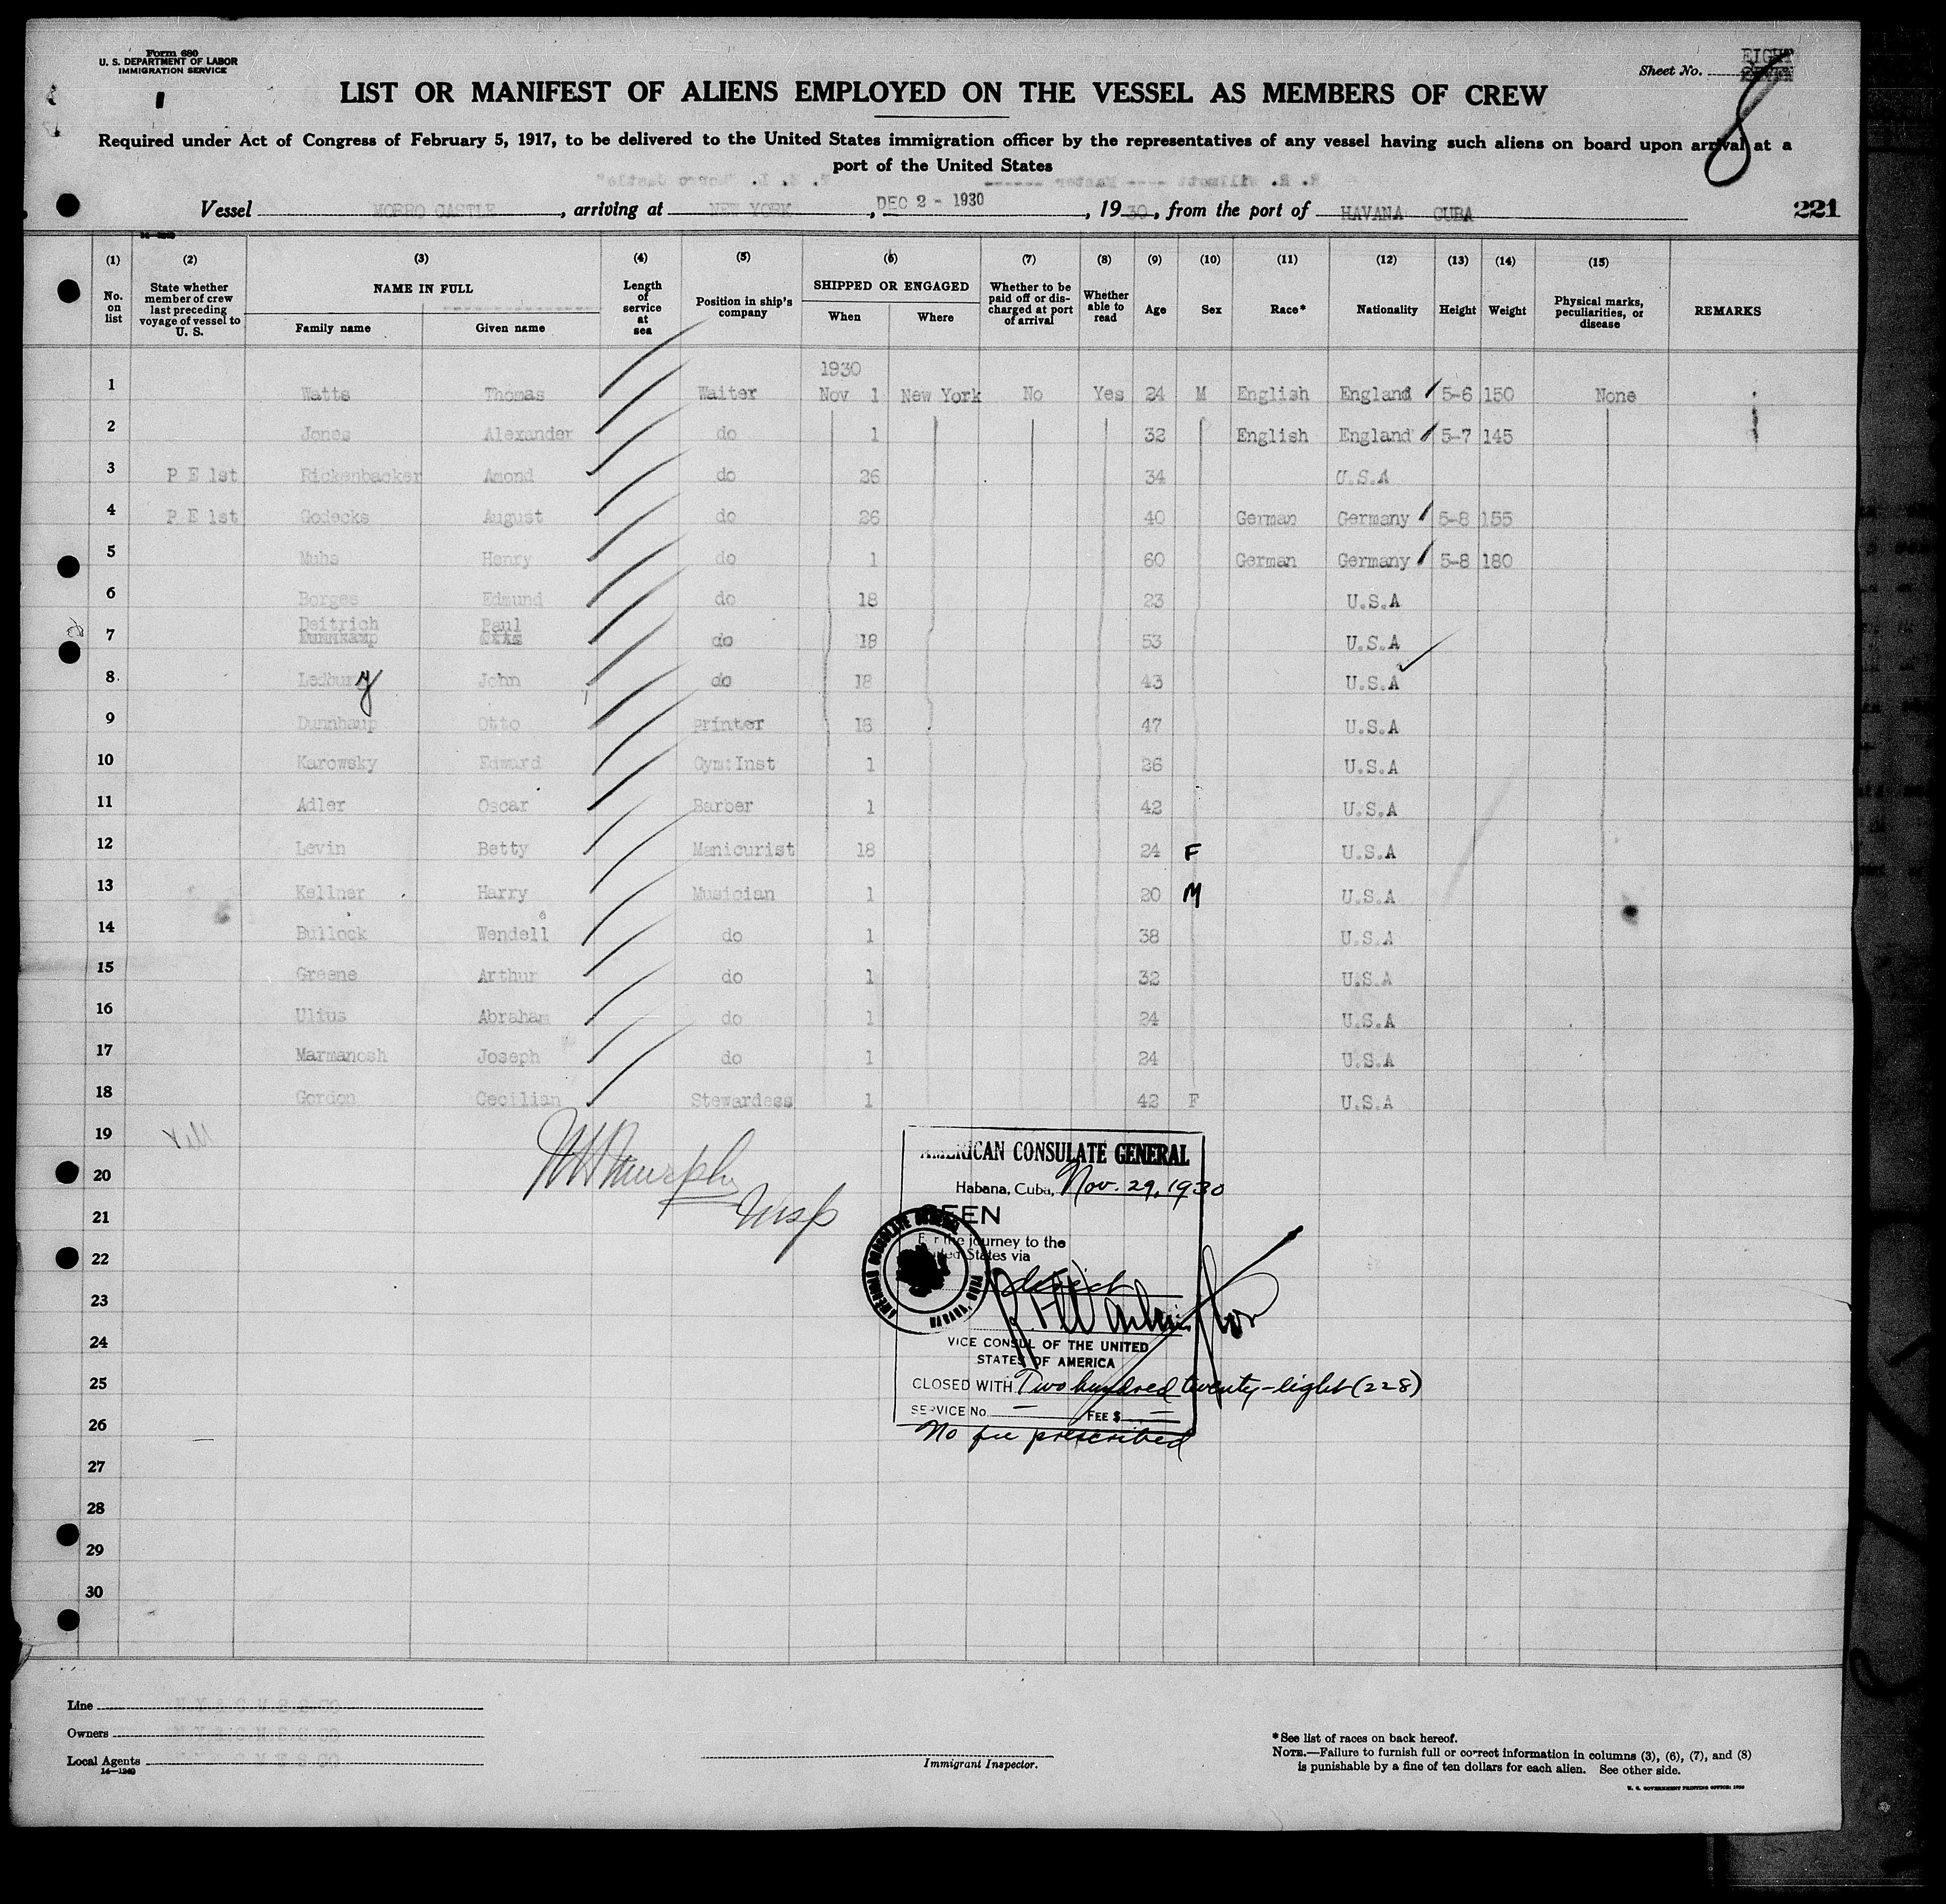 Form 680
U. S. DEPARTMENT OF LABOR
IMMIGRATION SERVICE
Sheet No. EIGHT
8
LIST OR MANIFEST OF ALIENS EMPLOYED ON THE VESSEL AS MEMBERS OF CREW
Required under Act of Congress of February 5, 1917, to be delivered to the United States immigration officer by the representatives of any vessel having such aliens on board upon arrival at a
port of the United States
Vessel MORRO CASTLE, arriving at NEW YORK, DEC 2 - 1930, 1930, from the port of HAVANA CUBA 221
(1) (2) (3) (4) (5) (6) (7) (8) (9) (10) (11) (12) (13) (14) (15)
No. on list State whether member of crew last preceding voyage of vessel to U. S. NAME IN FULL Family name Given name Length of service at sea Position in ship's company SHIPPED OR ENGAGED When Where Whether to be paid off or discharged at port of arrival Whether able to read Age Sex Race* Nationality Height Weight Physical marks, peculiarities, or disease REMARKS
1930
1 Watts Thomas Waiter Nov 1 New York No Yes 24 M English England 5-6 150 None
2 Jones Alexander do 1 32 English England 5-7 145
3 P E 1st Rickenbacker Amond do 26 34 U.S.A
4 P E 1st Godecks August do 26 40 German Germany 5-8 155
5 Muhs Henry do 1 60 German Germany 5-8 180
6 Borges Edmund do 18 23 U.S.A
Deitrich Paul
7 do 18 53 U.S.A
8 Ledbury John do 18 43 U.S.A
9 Dunnhaup Otto Printer 18 47 U.S.A
10 Karowsky Edward Gym:Inst 1 26 U.S.A
11 Adler Oscar Barber 1 42 U.S.A
12 Levin Betty Manicurist 18 24 F U.S.A
13 Kellner Harry Musician 1 20 M U.S.A
14 Bullock Wendell do 1 38 U.S.A
15 Greene Arthur do 1 32 U.S.A
16 Ulius Abraham do 1 24 U.S.A
17 Marmanosh Joseph do 1 24 U.S.A
18 Gordon Cecilian Stewardess 1 42 F U.S.A
19
20
21
22
23
24
25
26
27
28
29
30
Murphy
Insp
AMERICAN CONSULATE GENERAL
Habana, Cuba, Nov. 29, 1930
SEEN
For the journey to the
United States via
direct
VICE CONSUL OF THE UNITED
STATES OF AMERICA
CLOSED WITH Two hundred twenty-eight (228)
SERVICE No. — FEE $ —
No fee prescribed
Line
Owners
Local Agents
14—1240
Immigrant Inspector.
* See list of races on back hereof.
NOTE.—Failure to furnish full or correct information in columns (3), (6), (7), and (8)
is punishable by a fine of ten dollars for each alien. See other side.
U. S. GOVERNMENT PRINTING OFFICE: 1930